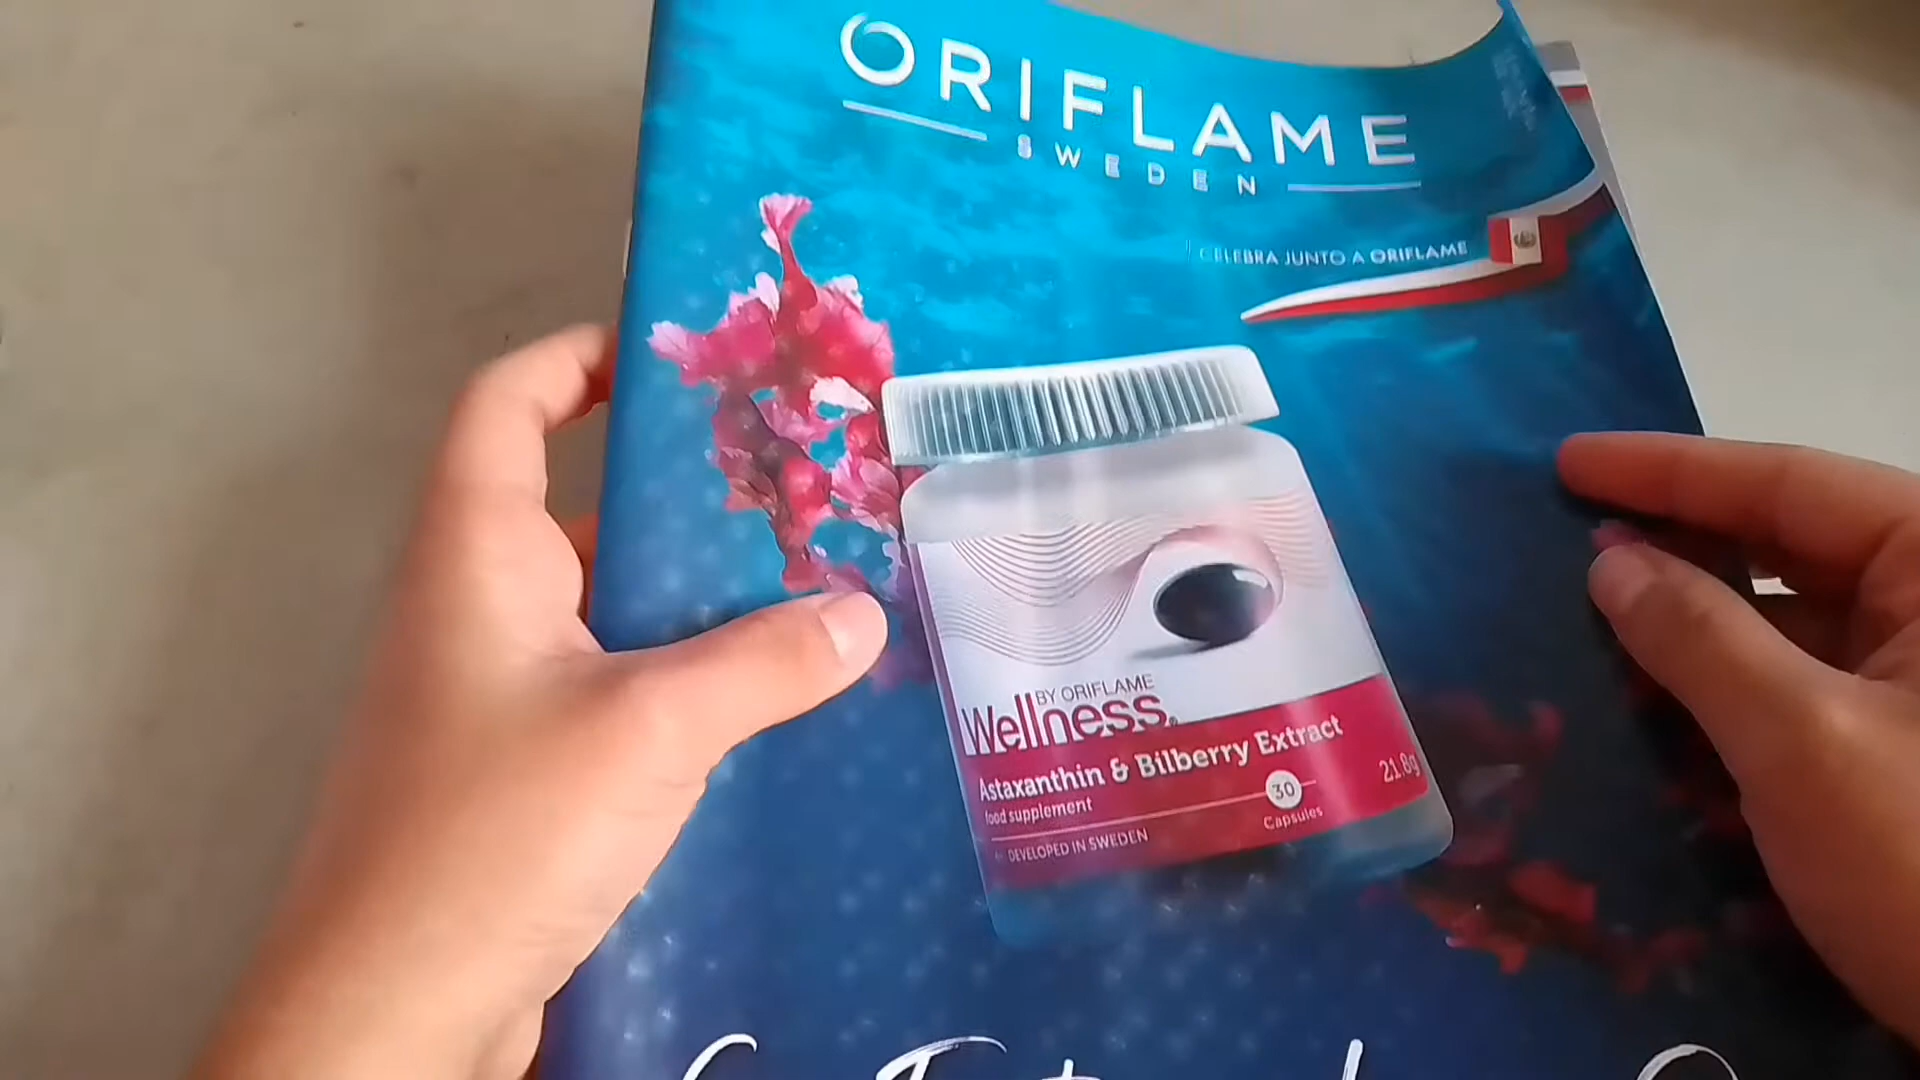 ORIFLAME
SWEDEN
CELEBRA JUNTO A ORIFLAME
BY ORIFLAME
Wellness®
Astaxanthin & Bilberry Extract
food supplement
30
Capsules
21.8g
DEVELOPED IN SWEDEN